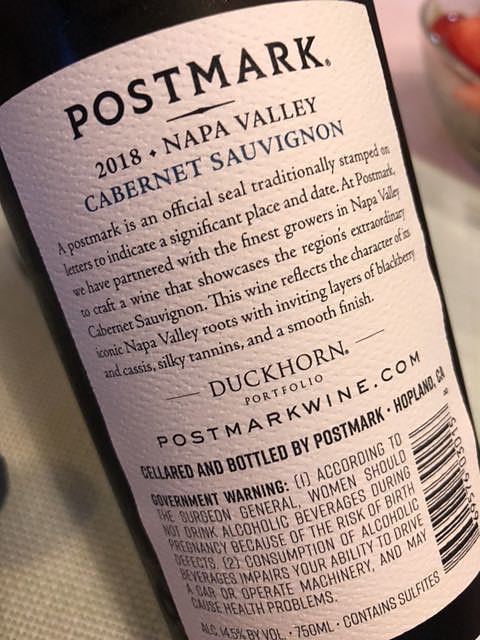 POSTMARK.
2018 • NAPA VALLEY
CABERNET SAUVIGNON
A postmark is an official seal traditionally stamped on
letters to indicate a significant place and date. At Postmark,
we have partnered with the finest growers in Napa Valley
to craft a wine that showcases the region's extraordinary
Cabernet Sauvignon. This wine reflects the character of its
iconic Napa Valley roots with inviting layers of blackberry
and cassis, silky tannins, and a smooth finish.
DUCKHORN®
PORTFOLIO
POSTMARKWINE.COM
CELLARED AND BOTTLED BY POSTMARK • HOPLAND, CA
GOVERNMENT WARNING: (1) ACCORDING TO
THE SURGEON GENERAL, WOMEN SHOULD
NOT DRINK ALCOHOLIC BEVERAGES DURING
PREGNANCY BECAUSE OF THE RISK OF BIRTH
DEFECTS. (2) CONSUMPTION OF ALCOHOLIC
BEVERAGES IMPAIRS YOUR ABILITY TO DRIVE
A CAR OR OPERATE MACHINERY, AND MAY
CAUSE HEALTH PROBLEMS.
ALC. 14.5% BY VOL. • 750ML • CONTAINS SULFITES